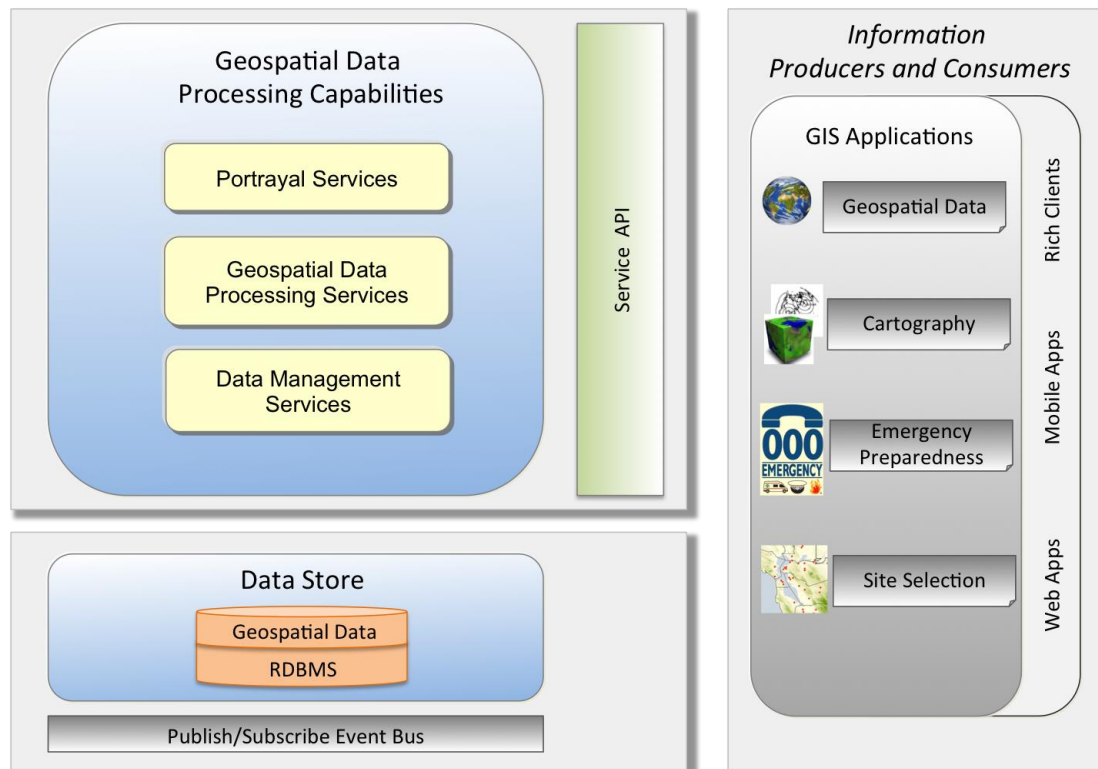 Geospatial Data
Processing Capabilities
Portrayal Services
Geospatial Data
Processing Services
Data Management
Services
Service API
Data Store
Geospatial Data
RDBMS
Publish/Subscribe Event Bus
Information
Producers and Consumers
GIS Applications
Geospatial Data
Cartography
000
EMERGENCY
Emergency
Preparedness
Site Selection
Rich Clients
Mobile Apps
Web Apps